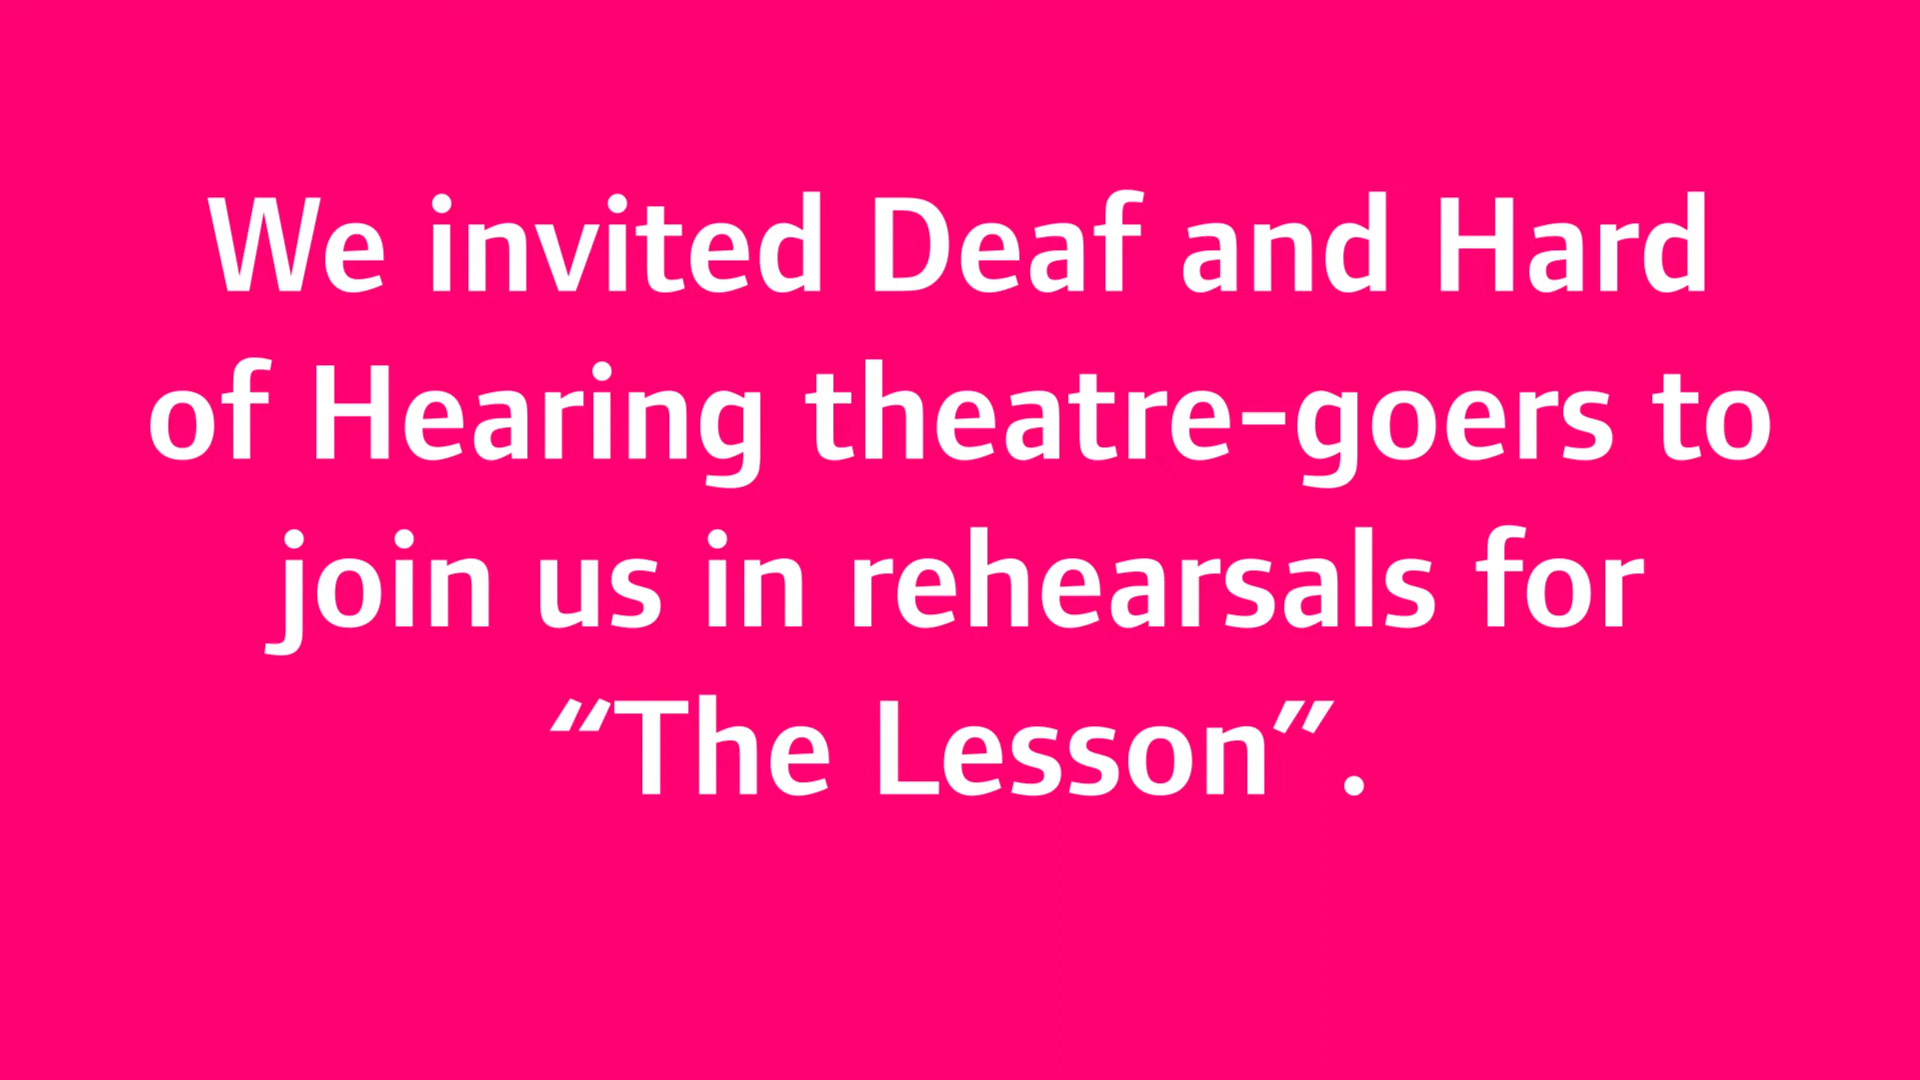 We invited Deaf and Hard
of Hearing theatre-goers to
join us in rehearsals for
“The Lesson”.